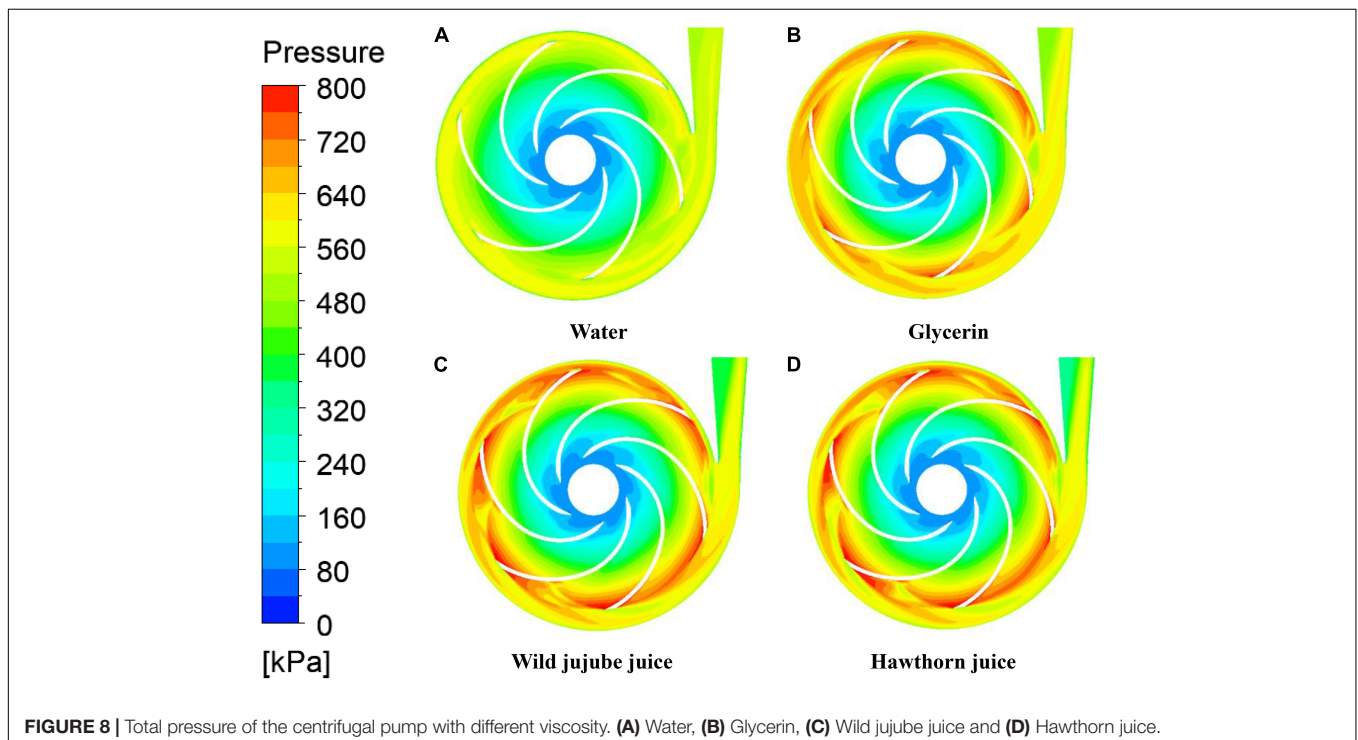 Pressure
800
720
640
560
480
400
320
240
160
80
0
[kPa]
A
B
Water
Glycerin
C
D
Wild jujube juice
Hawthorn juice
FIGURE 8 | Total pressure of the centrifugal pump with different viscosity. (A) Water, (B) Glycerin, (C) Wild jujube juice and (D) Hawthorn juice.